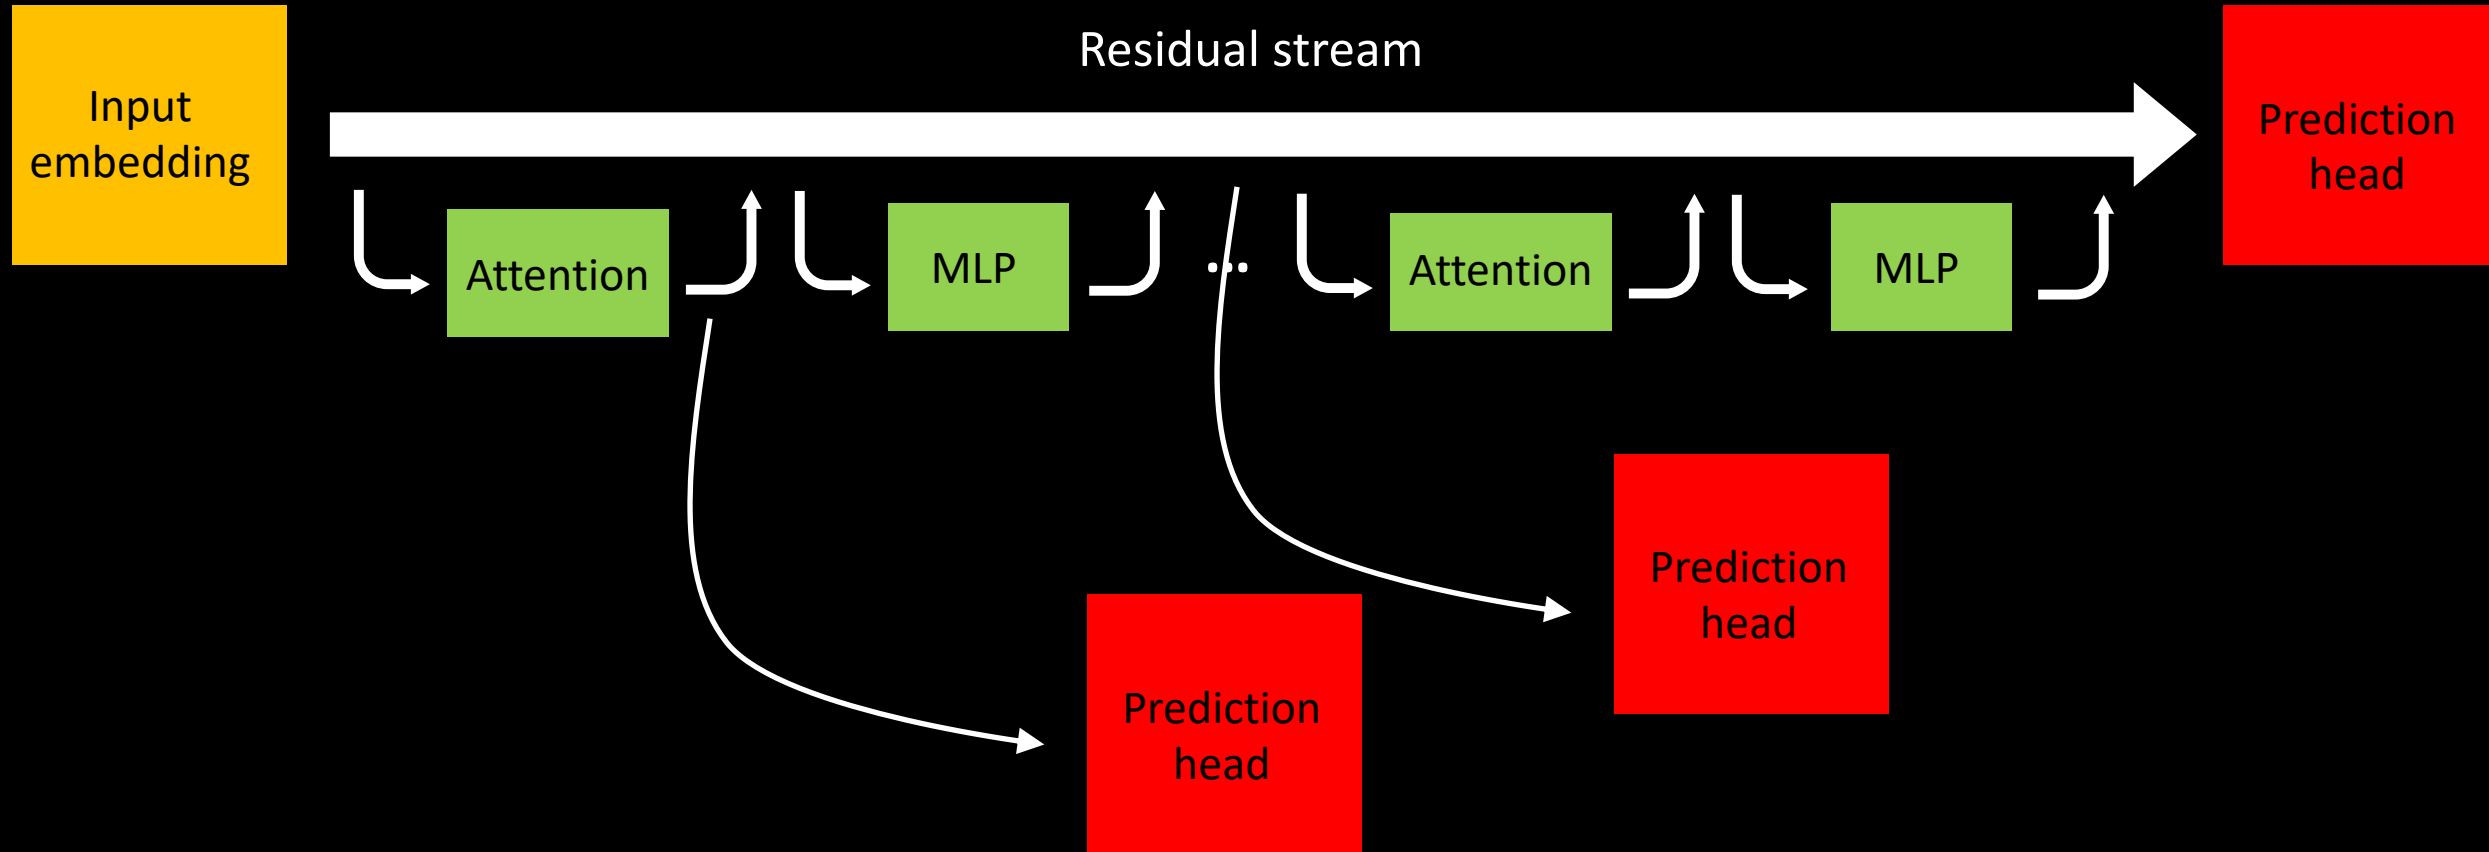 Residual stream
Input
embedding
Prediction
head
Attention
MLP
...
Attention
MLP
Prediction
head
Prediction
head